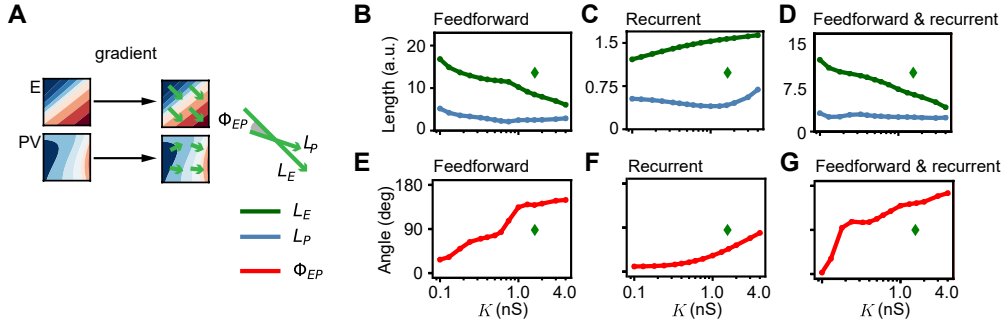 A
gradient
E
PV
Φ_EP
L_P
L_E
L_E
L_P
Φ_EP
B
Feedforward
Length (a.u.)
20
10
0
C
Recurrent
1.5
0.75
0
D
Feedforward & recurrent
15
7.5
0
E
Feedforward
Angle (deg)
180
90
0
0.1
1.0
4.0
K (nS)
F
Recurrent
0.1
1.0
4.0
K (nS)
G
Feedforward & recurrent
1.0
4.0
K (nS)